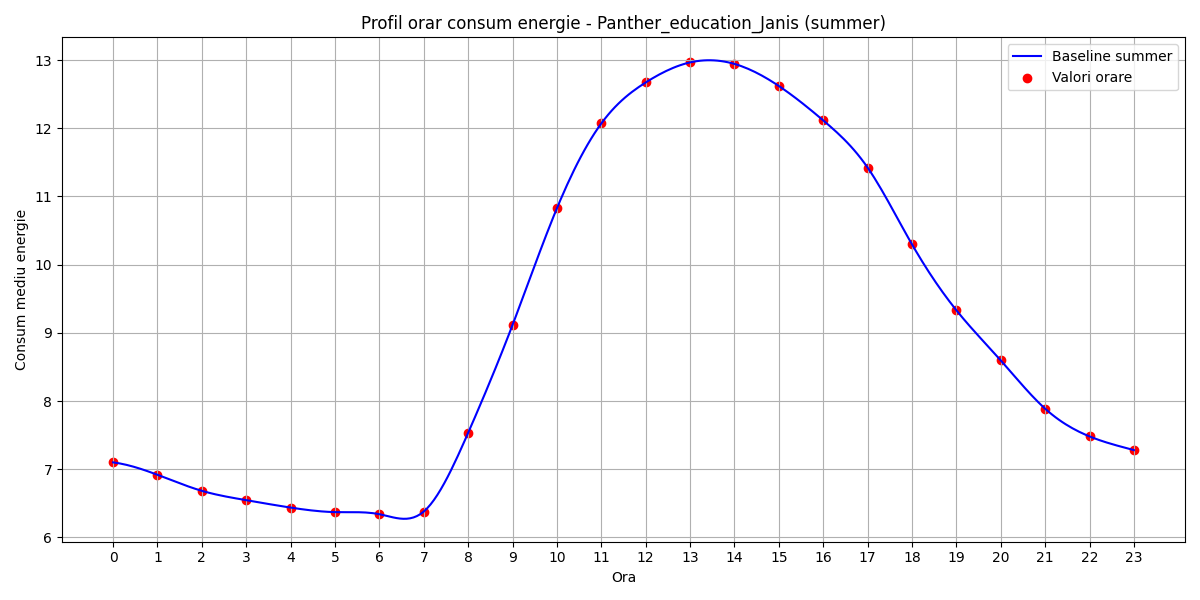 Profil orar consum energie - Panther_education_Janis (summer)
Baseline summer
Valori orare
Consum mediu energie
13
12
11
10
9
8
7
6
0 1 2 3 4 5 6 7 8 9 10 11 12 13 14 15 16 17 18 19 20 21 22 23
Ora